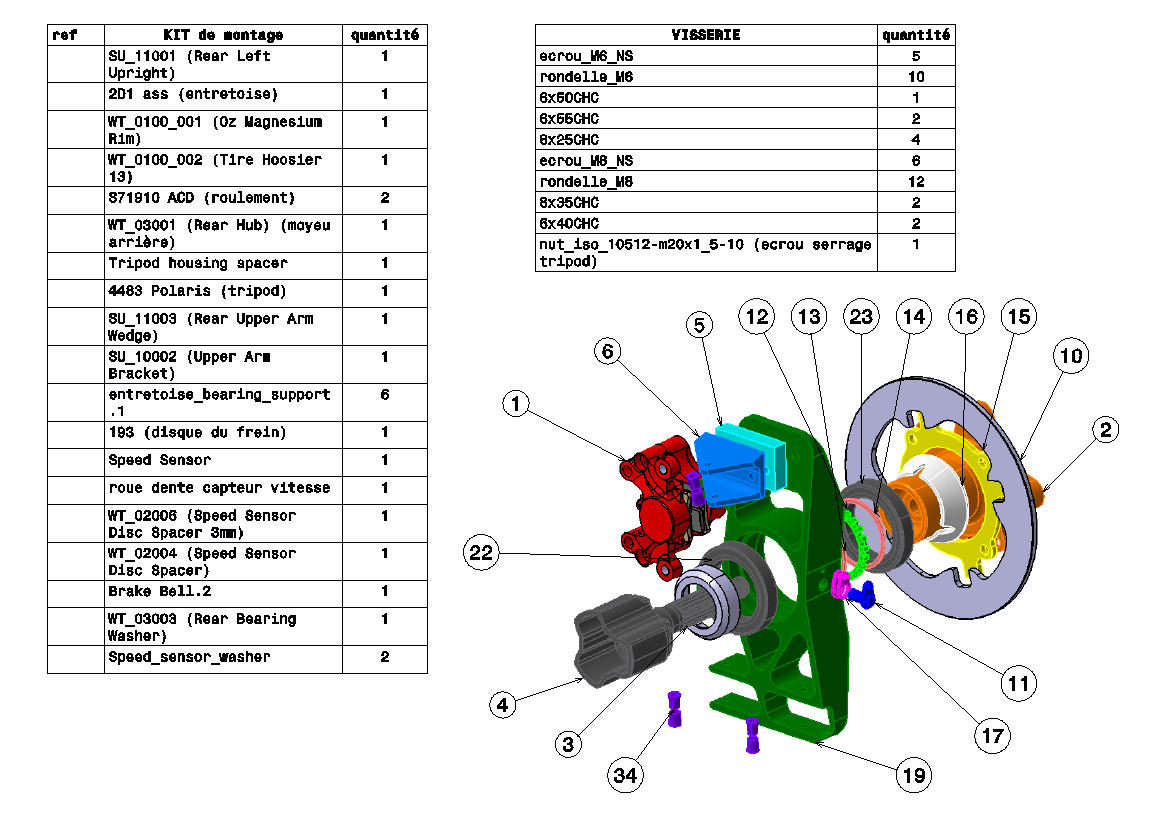 ref KIT de montage quantité
SU_11001 (Rear Left 1
Upright)
2D1 ass (entretoise) 1
WT_0100_001 (Oz Magnesium 1
Rim)
WT_0100_002 (Tire Hoosier 1
13)
S71910 ACD (roulement) 2
WT_03001 (Rear Hub) (moyeu 1
arrière)
Tripod housing spacer 1
4483 Polaris (tripod) 1
SU_11003 (Rear Upper Arm 1
Wedge)
SU_10002 (Upper Arm 1
Bracket)
entretoise_bearing_support 6
.1
193 (disque du frein) 1
Speed Sensor 1
roue dente capteur vitesse 1
WT_02006 (Speed Sensor 1
Disc Spacer 3mm)
WT_02004 (Speed Sensor 1
Disc Spacer)
Brake Bell.2 1
WT_03003 (Rear Bearing 1
Washer)
Speed_sensor_washer 2
VISSERIE quantité
ecrou_M6_NS 5
rondelle_M6 10
6x50CHC 1
6x55CHC 2
8x25CHC 4
ecrou_M8_NS 6
rondelle_M8 12
8x35CHC 2
6x40CHC 2
nut_iso_10512-m20x1_5-10 (ecrou serrage 1
tripod)
5 12 13 23 14 16 15
6 10
1 2
22
11
4 17
3 34 19